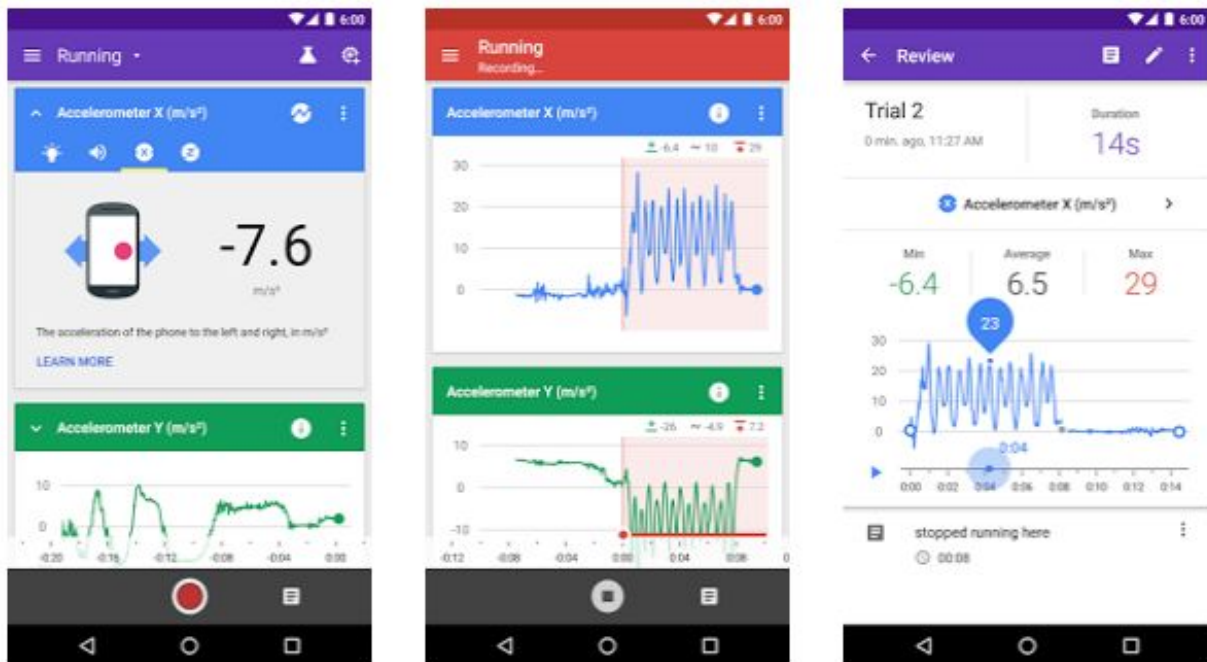 6:00
Running
Accelerometer X (m/s²)
-7.6
m/s²
The acceleration of the phone to the left and right, in m/s²
LEARN MORE
Accelerometer Y (m/s²)
10
0
-0:20 -0:16 -0:12 -0:08 -0:04 0:00
6:00
Running
Recording...
Accelerometer X (m/s²)
-6.4 10 29
30
20
10
0
Accelerometer Y (m/s²)
-26 -4.9 7.2
10
0
-10
-0:12 -0:08 -0:04 0:00 0:04 0:08
6:00
Review
Trial 2
0 min. ago, 11:27 AM
Duration
14s
Accelerometer X (m/s²)
Min Average Max
-6.4 6.5 29
23
30
20
10
0
0:04
0:00 0:02 0:04 0:06 0:08 0:10 0:12 0:14
stopped running here
00:08